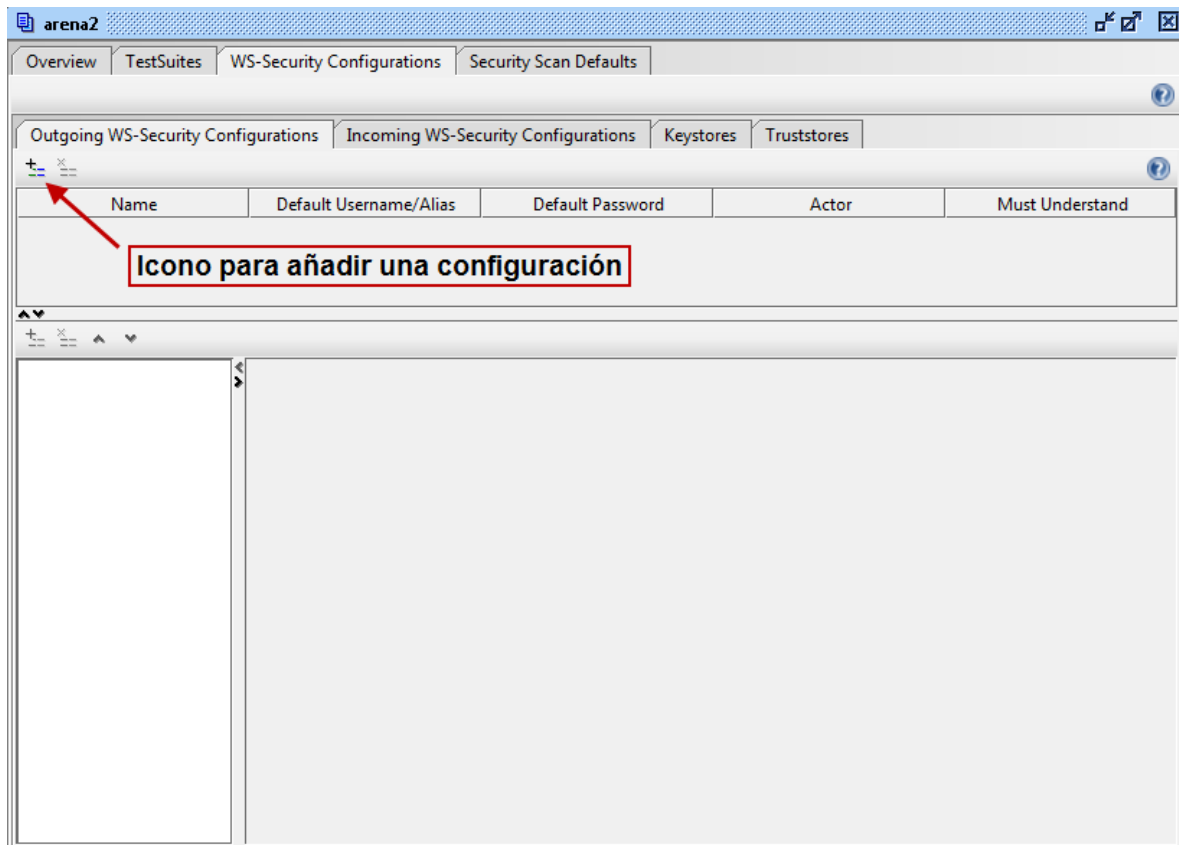 arena2
Overview TestSuites WS-Security Configurations Security Scan Defaults
Outgoing WS-Security Configurations Incoming WS-Security Configurations Keystores Truststores
Name Default Username/Alias Default Password Actor Must Understand
Icono para añadir una configuración